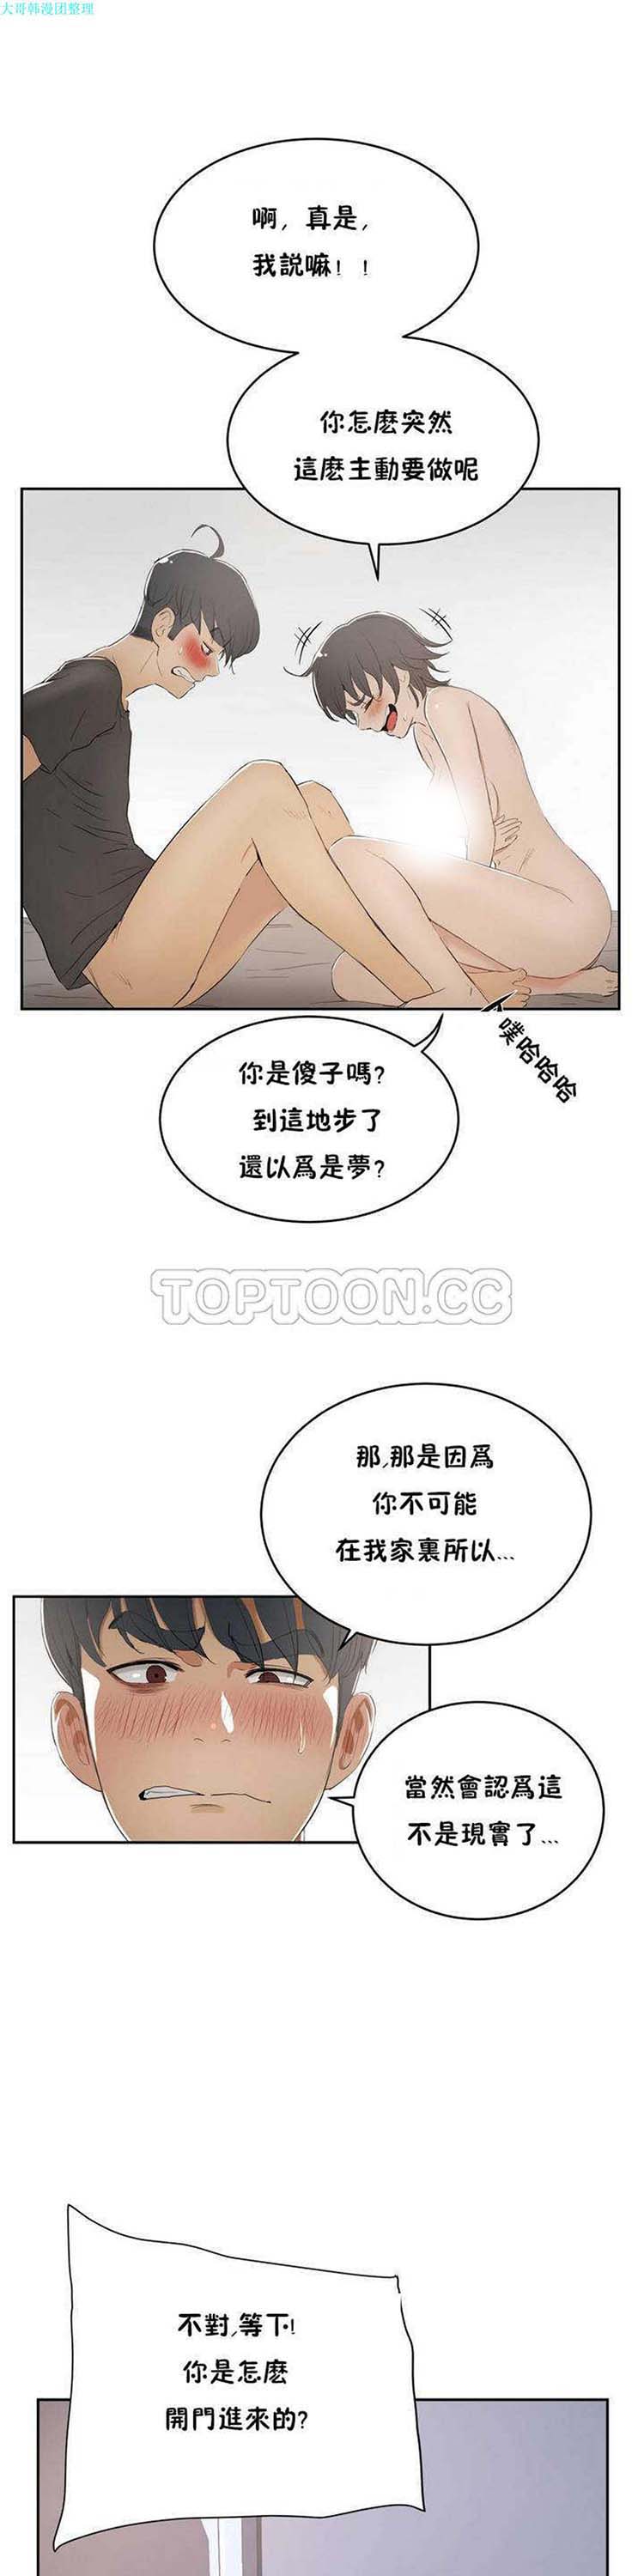 大哥韩漫团整理
啊，真是，
我說嘛！！
你怎麽突然
這麽主動要做呢
噗哈哈哈
你是傻子嗎?
到這地步了
還以爲是夢?
TOPTOON.CC
那,那是因爲
你不可能
在我家裏所以...
當然會認爲這
不是現實了...
不對,等下!
你是怎麽
開門進來的?